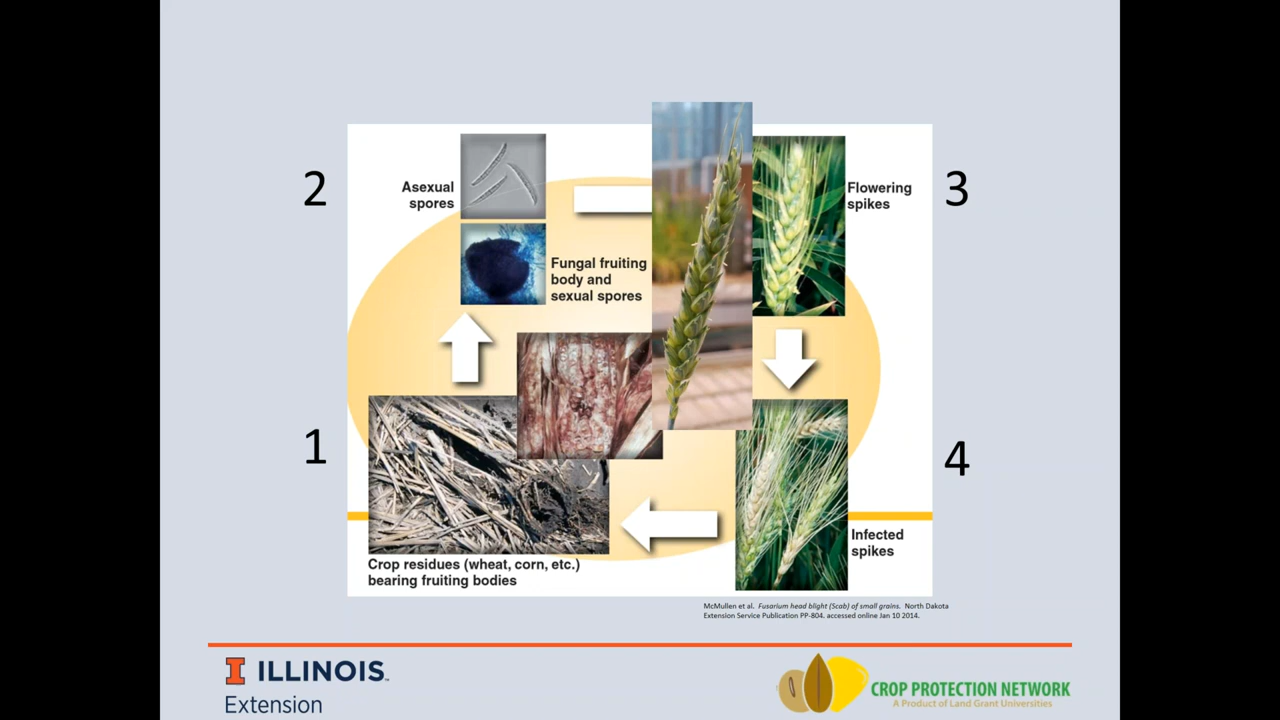 2
Asexual
spores
Flowering
spikes
3
Fungal fruiting
body and
sexual spores
1
4
Infected
spikes
Crop residues (wheat, corn, etc.)
bearing fruiting bodies
McMullen et al. Fusarium head blight (Scab) of small grains. North Dakota
Extension Service Publication PP-804. accessed online Jan 10 2014.
I ILLINOIS
Extension
CROP PROTECTION NETWORK
A Product of Land Grant Universities